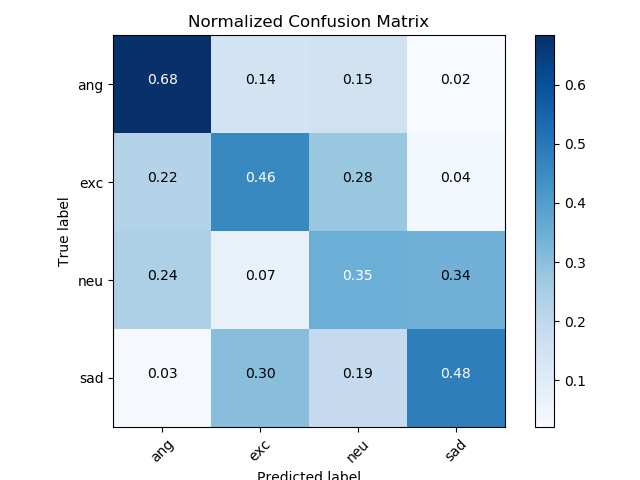 Normalized Confusion Matrix
True label
ang 0.68 0.14 0.15 0.02
exc 0.22 0.46 0.28 0.04
neu 0.24 0.07 0.35 0.34
sad 0.03 0.30 0.19 0.48
ang exc neu sad
Predicted label
0.6
0.5
0.4
0.3
0.2
0.1